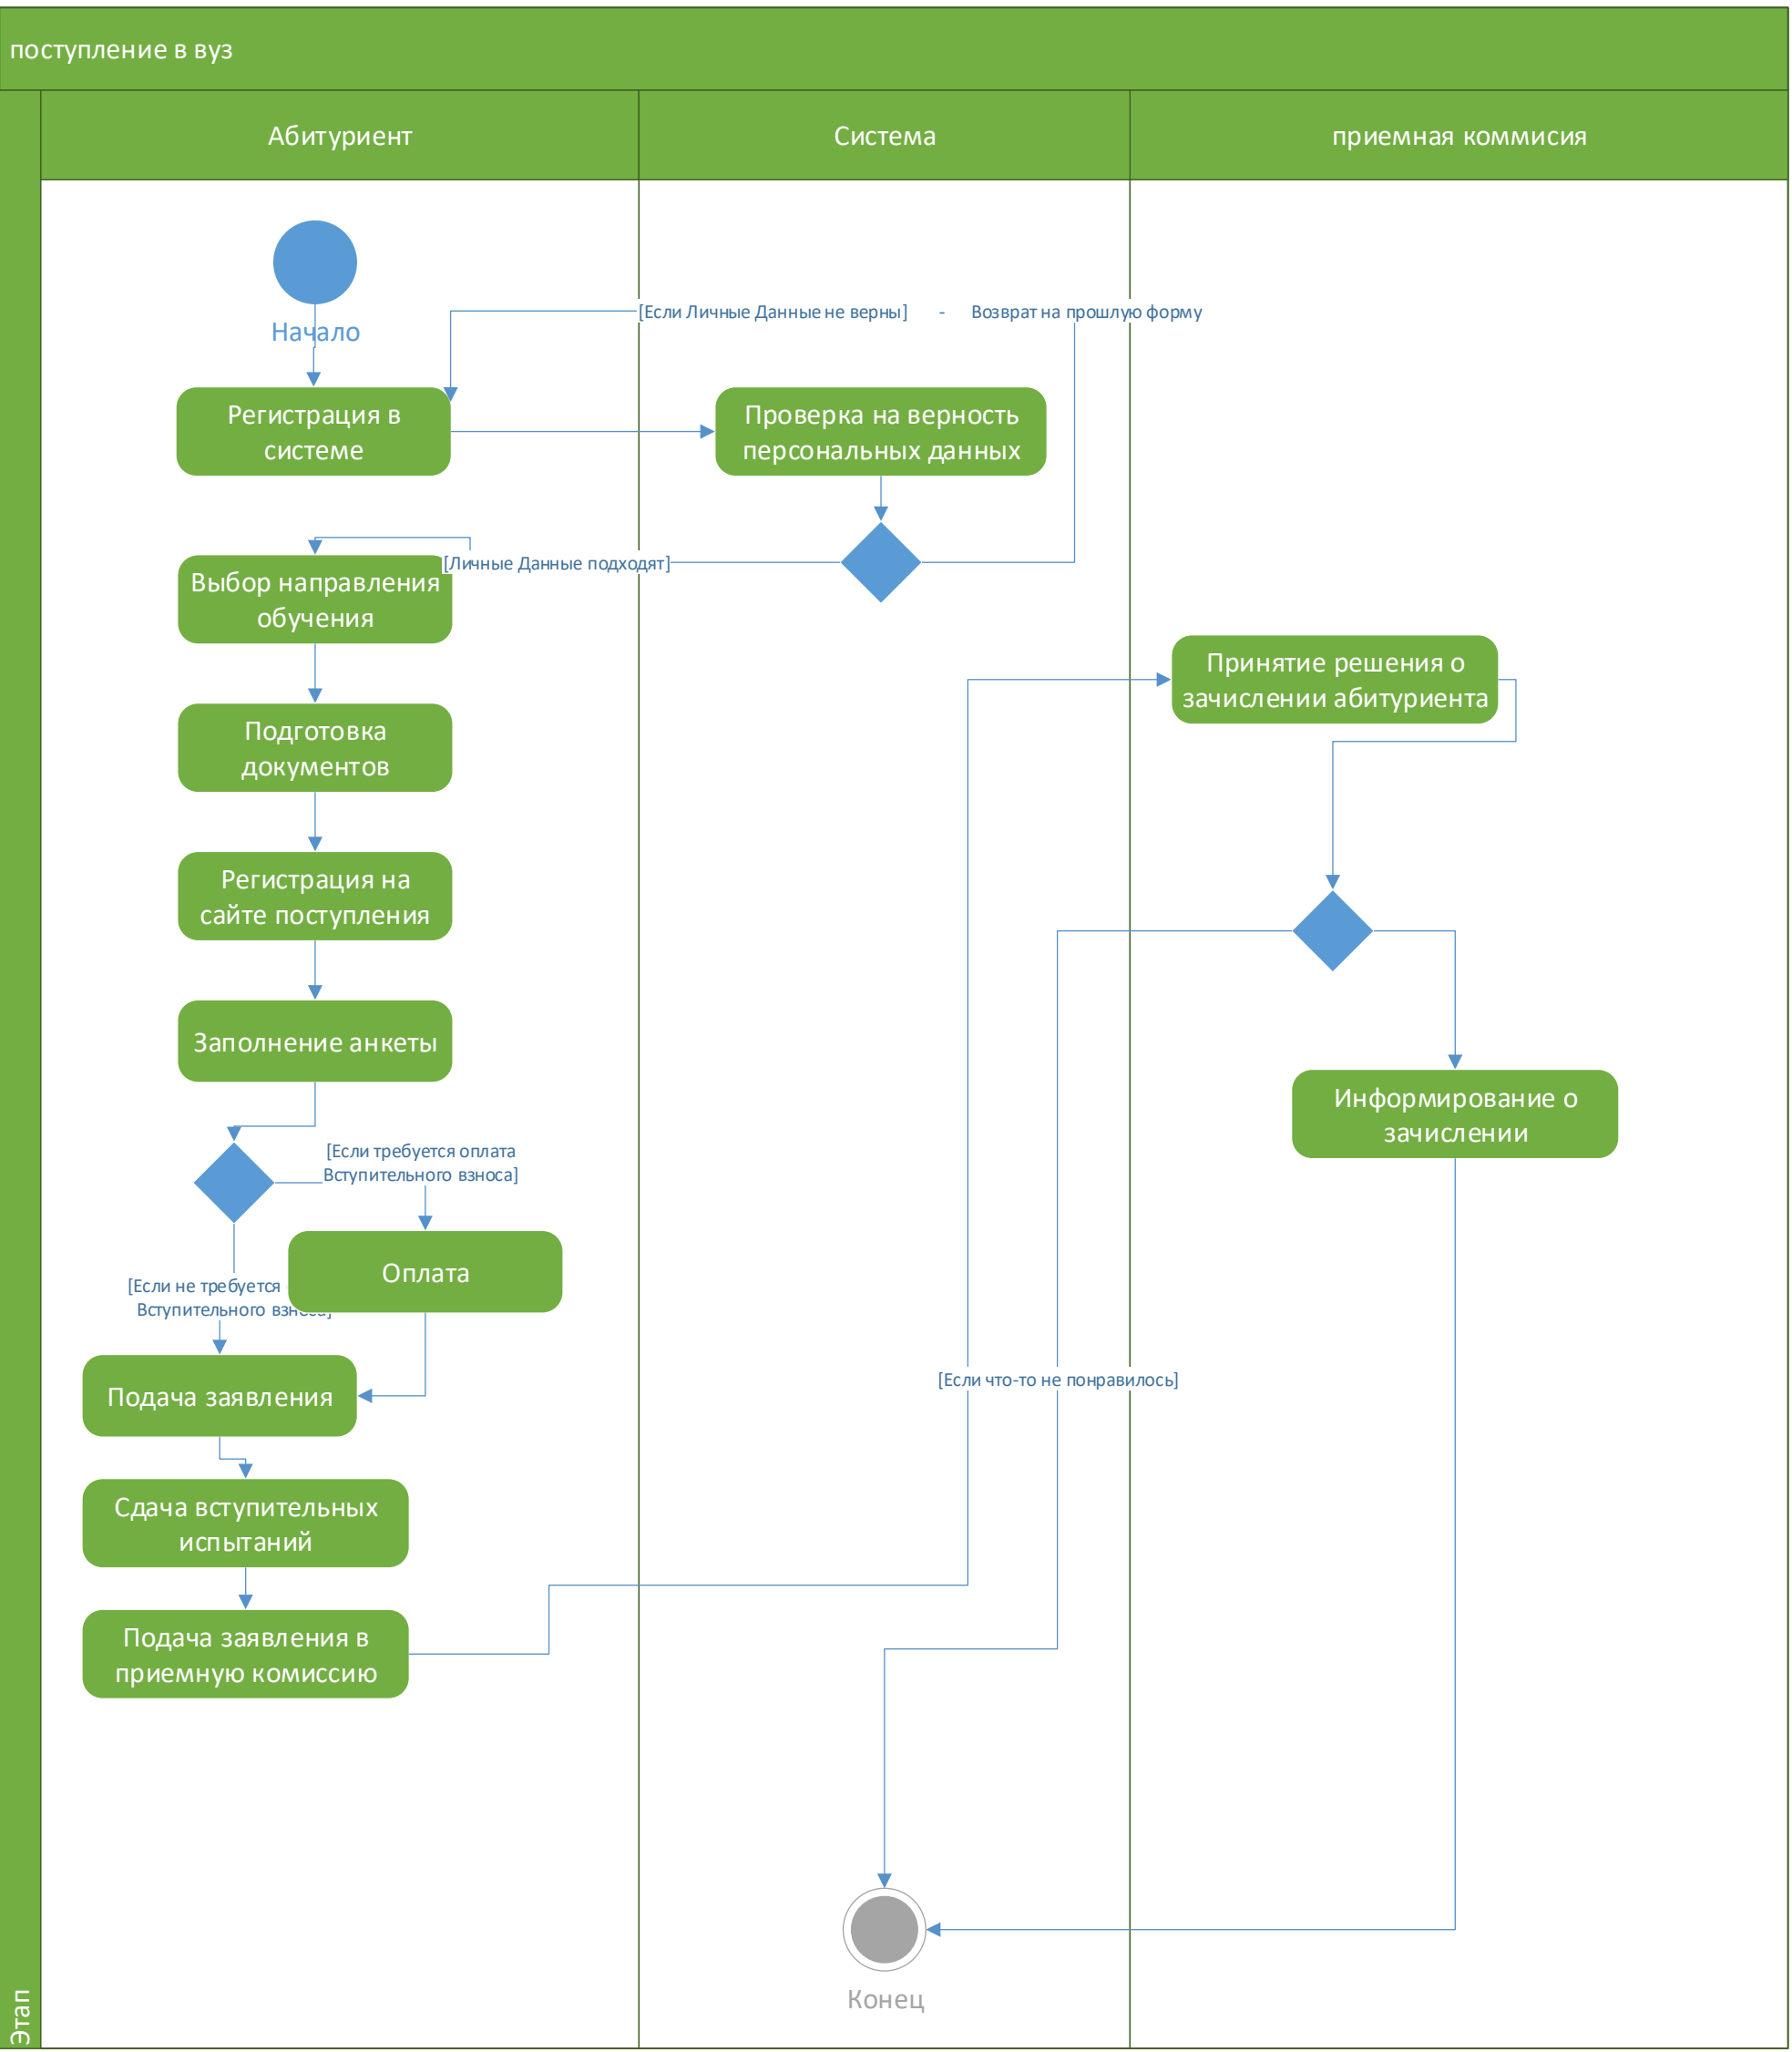 поступление в вуз
Абитуриент
Система
приемная коммисия
Начало
[Если Личные Данные не верны] - Возврат на прошлую форму
Регистрация в
системе
Проверка на верность
персональных данных
[Личные Данные подходят]
Выбор направления
обучения
Принятие решения о
зачислении абитуриента
Подготовка
документов
Регистрация на
сайте поступления
Заполнение анкеты
Информирование о
зачислении
[Если требуется оплата
Вступительного взноса]
Оплата
[Если не требуется
Вступительного взноса]
[Если что-то не понравилось]
Подача заявления
Сдача вступительных
испытаний
Подача заявления в
приемную комиссию
Конец
Этап